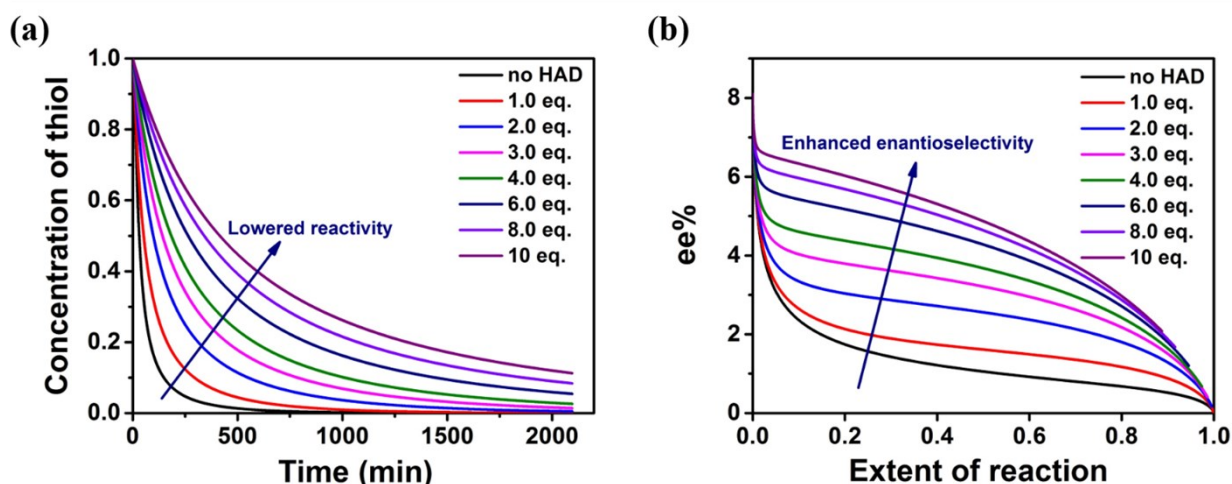 (a)
Concentration of thiol
1.0
0.8
0.6
0.4
0.2
0.0
no HAD
1.0 eq.
2.0 eq.
3.0 eq.
4.0 eq.
6.0 eq.
8.0 eq.
10 eq.
Lowered reactivity
0
500
1000
1500
2000
Time (min)
(b)
ee%
8
6
4
2
0
no HAD
1.0 eq.
2.0 eq.
3.0 eq.
4.0 eq.
6.0 eq.
8.0 eq.
10 eq.
Enhanced enantioselectivity
0.0
0.2
0.4
0.6
0.8
1.0
Extent of reaction